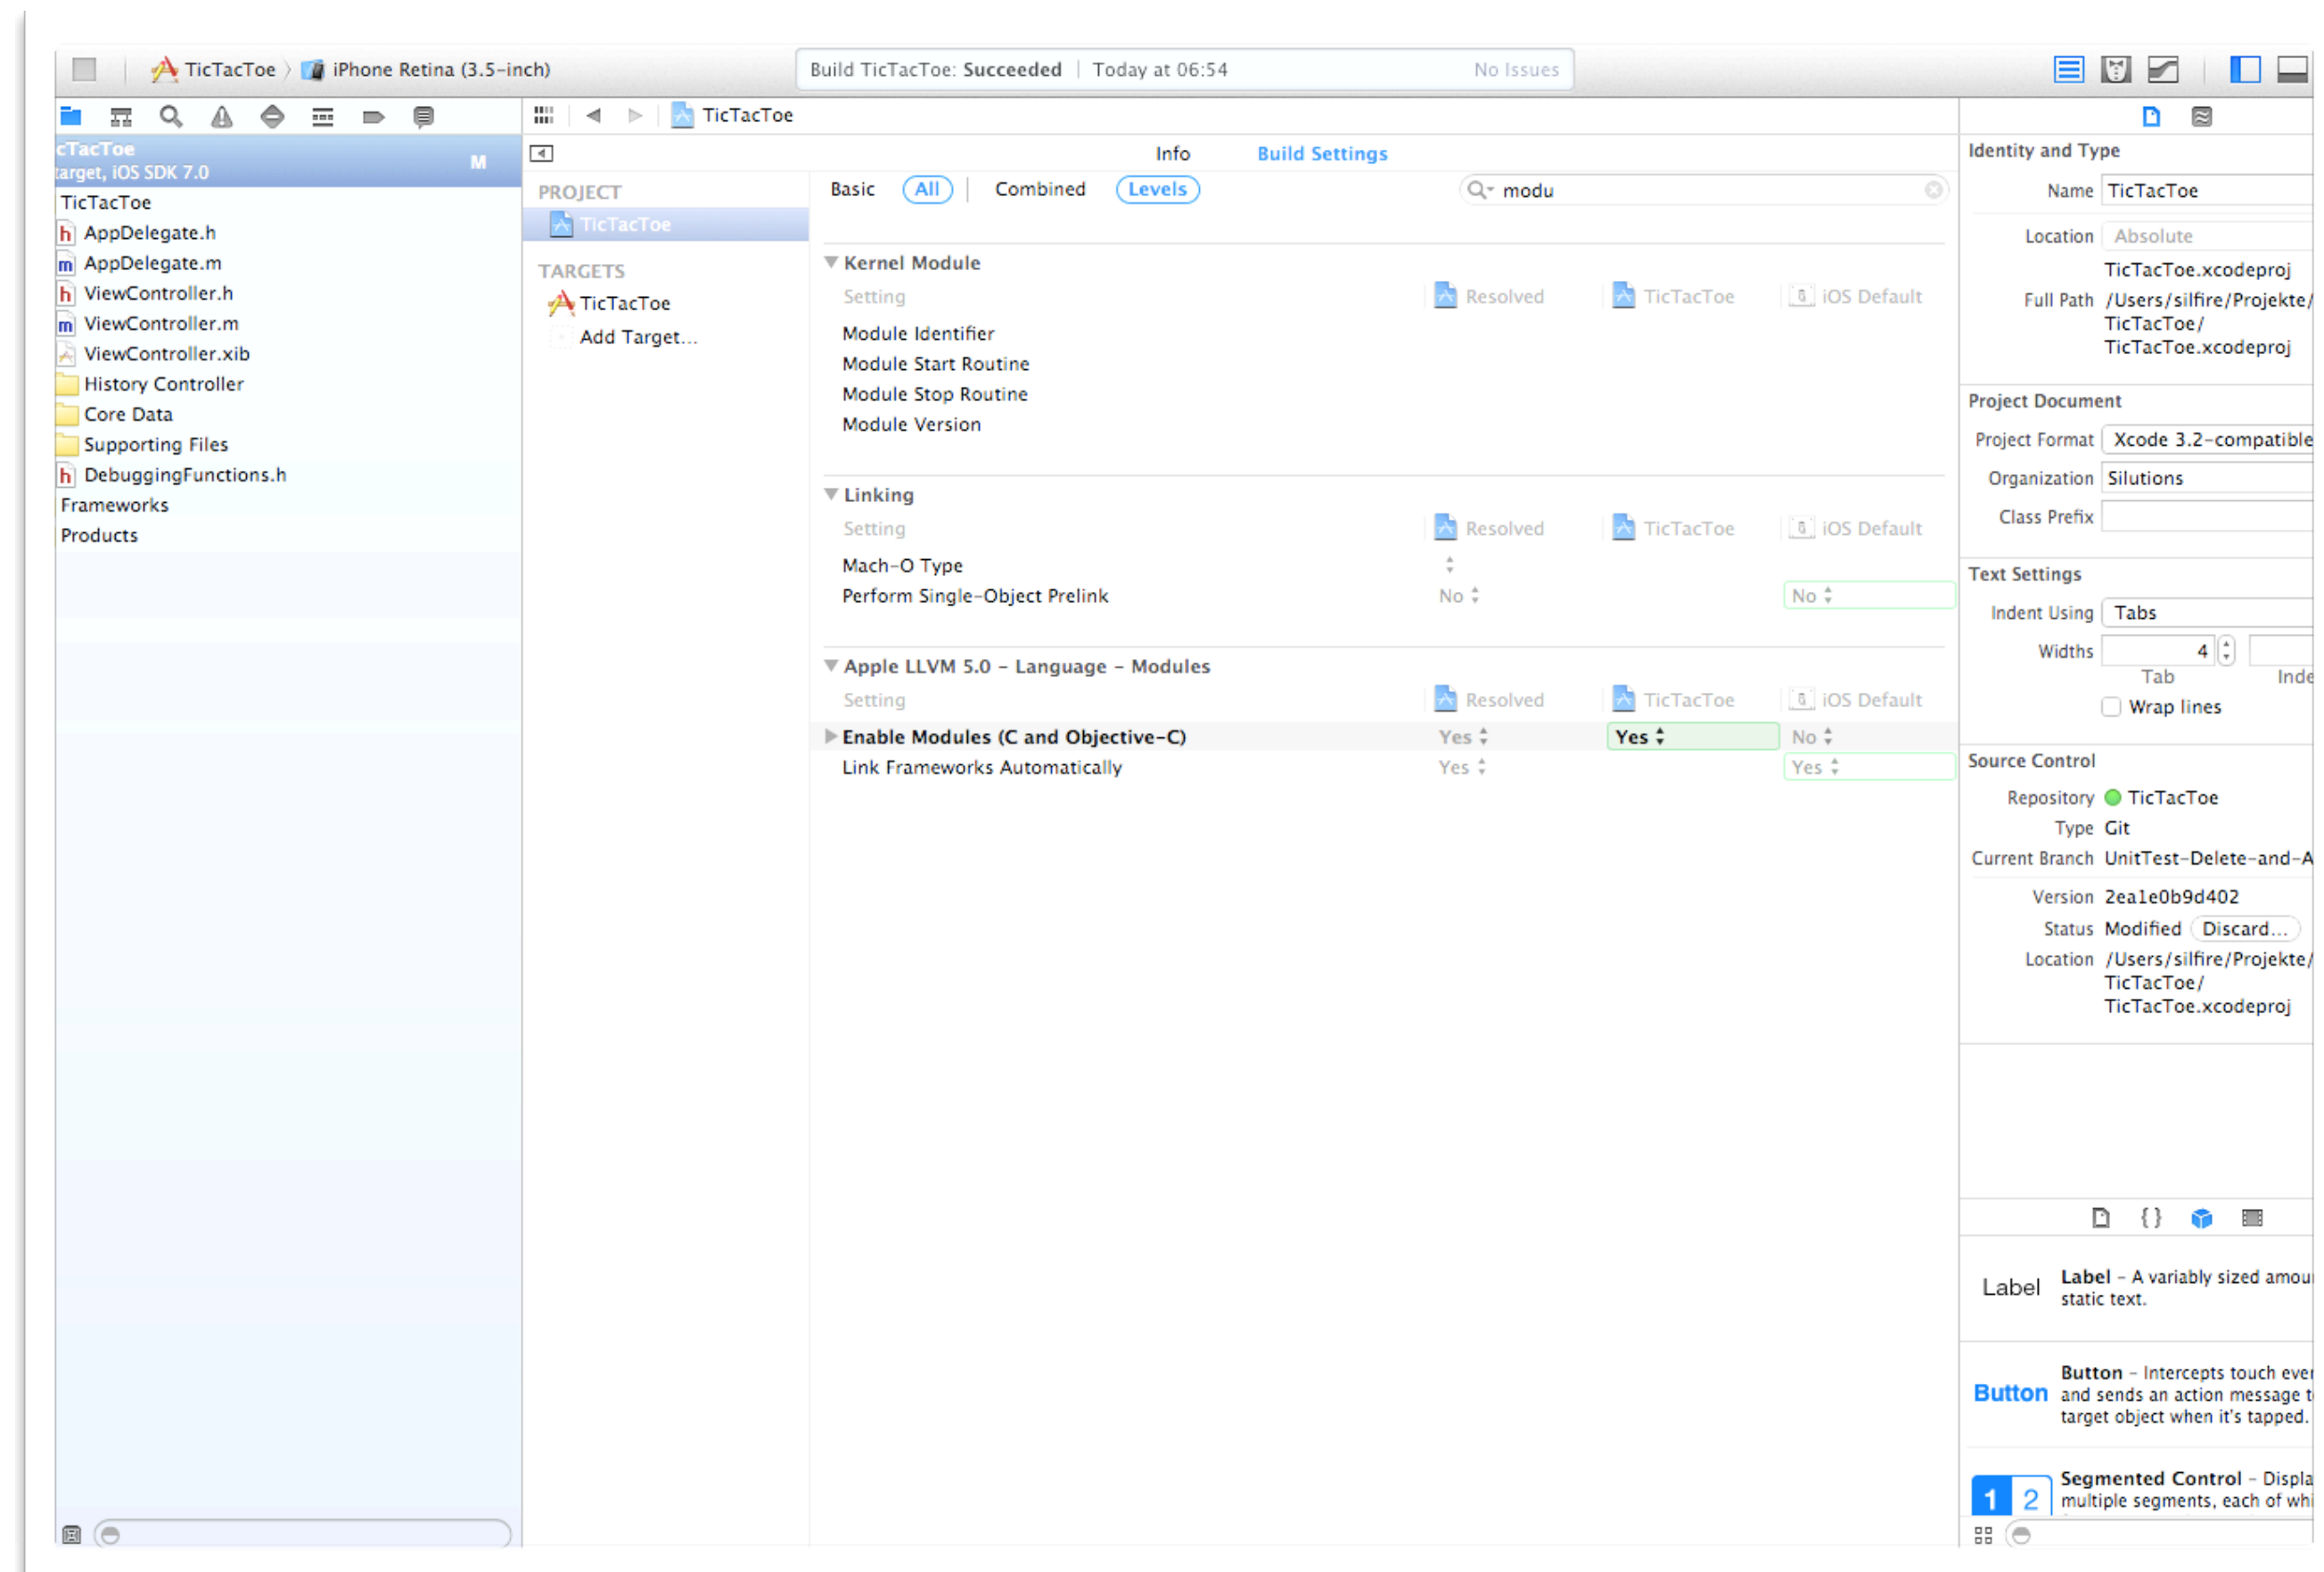 TicTacToe iPhone Retina (3.5-inch)
Build TicTacToe: Succeeded | Today at 06:54 No Issues
TicTacToe
cTacToe
target, iOS SDK 7.0
M
TicTacToe
AppDelegate.h
AppDelegate.m
ViewController.h
ViewController.m
ViewController.xib
History Controller
Core Data
Supporting Files
DebuggingFunctions.h
Frameworks
Products
PROJECT
TicTacToe
TARGETS
TicTacToe
Add Target...
Info Build Settings
Basic All Combined Levels modu
Kernel Module
Setting Resolved TicTacToe iOS Default
Module Identifier
Module Start Routine
Module Stop Routine
Module Version
Linking
Setting Resolved TicTacToe iOS Default
Mach-O Type
Perform Single-Object Prelink No No
Apple LLVM 5.0 - Language - Modules
Setting Resolved TicTacToe iOS Default
Enable Modules (C and Objective-C) Yes Yes No
Link Frameworks Automatically Yes Yes
Identity and Type
Name TicTacToe
Location Absolute
TicTacToe.xcodeproj
Full Path /Users/silfire/Projekte/
TicTacToe/
TicTacToe.xcodeproj
Project Document
Project Format Xcode 3.2-compatible
Organization Silutions
Class Prefix
Text Settings
Indent Using Tabs
Widths 4
Tab Inde
Wrap lines
Source Control
Repository TicTacToe
Type Git
Current Branch UnitTest-Delete-and-A
Version 2ea1e0b9d402
Status Modified Discard...
Location /Users/silfire/Projekte/
TicTacToe/
TicTacToe.xcodeproj
Label Label - A variably sized amou
static text.
Button Button - Intercepts touch ever
and sends an action message t
target object when it's tapped.
1 2 Segmented Control - Displa
multiple segments, each of whi